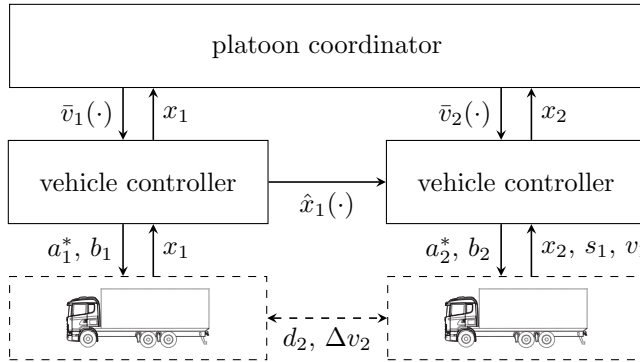 platoon coordinator
v̄₁(·) x₁ v̄₂(·) x₂
vehicle controller vehicle controller
x̂₁(·)
a₁*, b₁ x₁ a₂*, b₂ x₂, s₁,
d₂, Δv₂